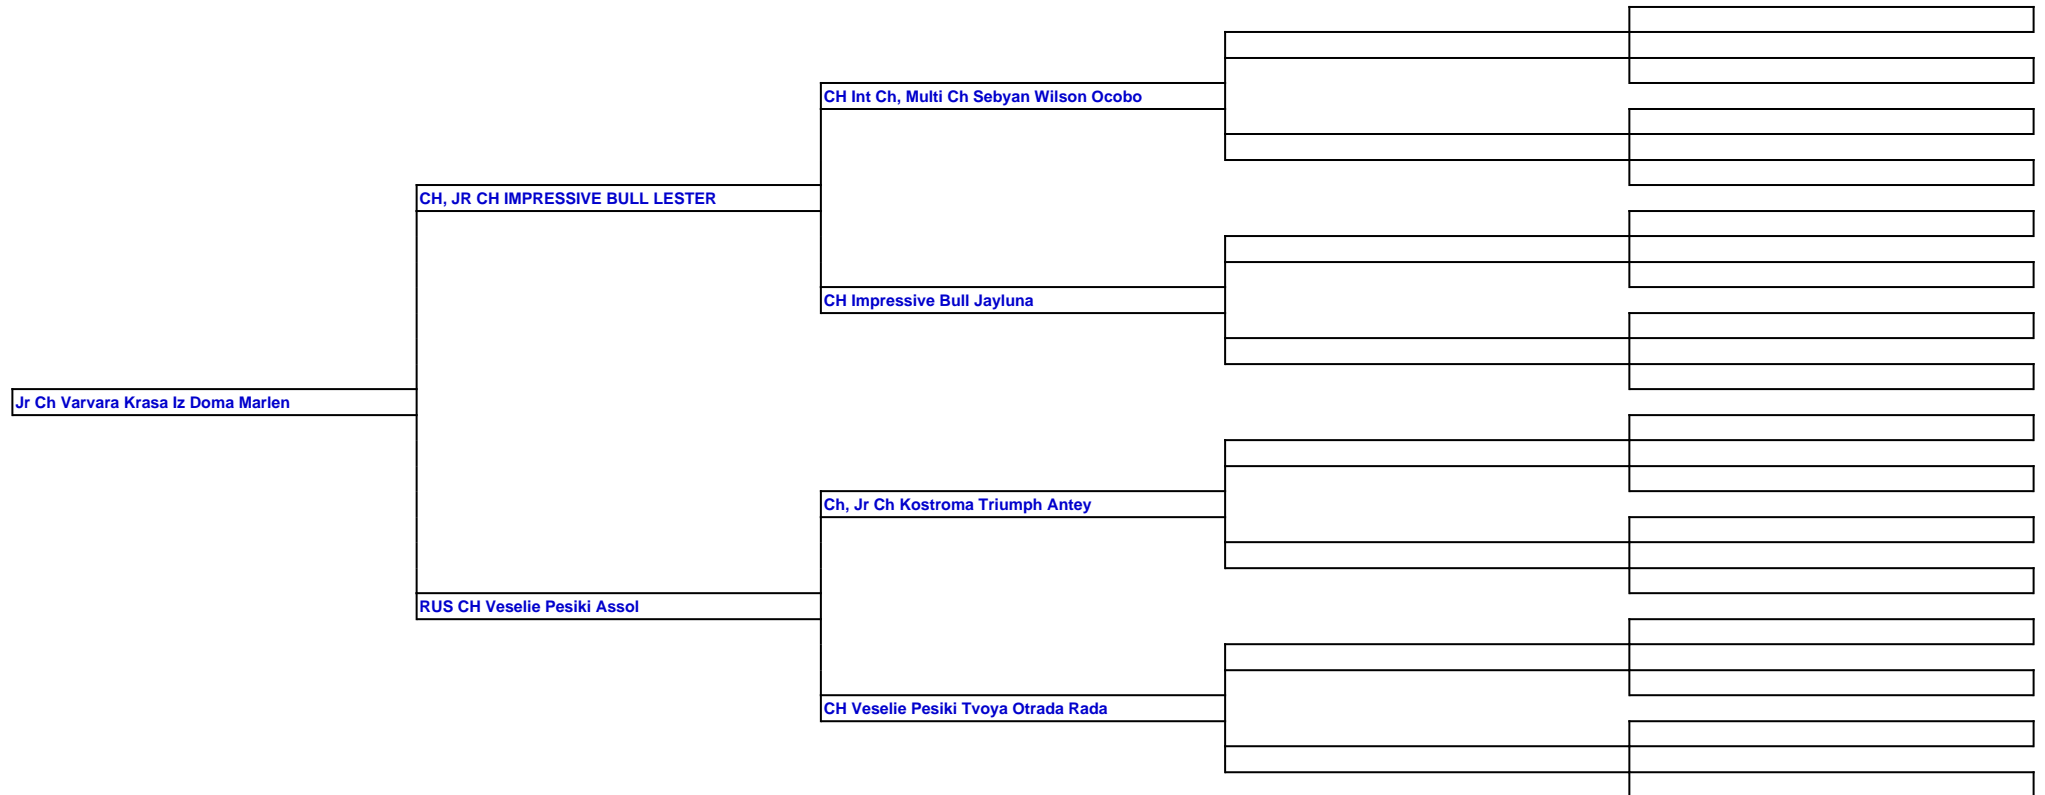 CH Int Ch, Multi Ch Sebyan Wilson Ocobo
CH, JR CH IMPRESSIVE BULL LESTER
CH Impressive Bull Jayluna
Jr Ch Varvara Krasa Iz Doma Marlen
Ch, Jr Ch Kostroma Triumph Antey
RUS CH Veselie Pesiki Assol
CH Veselie Pesiki Tvoya Otrada Rada